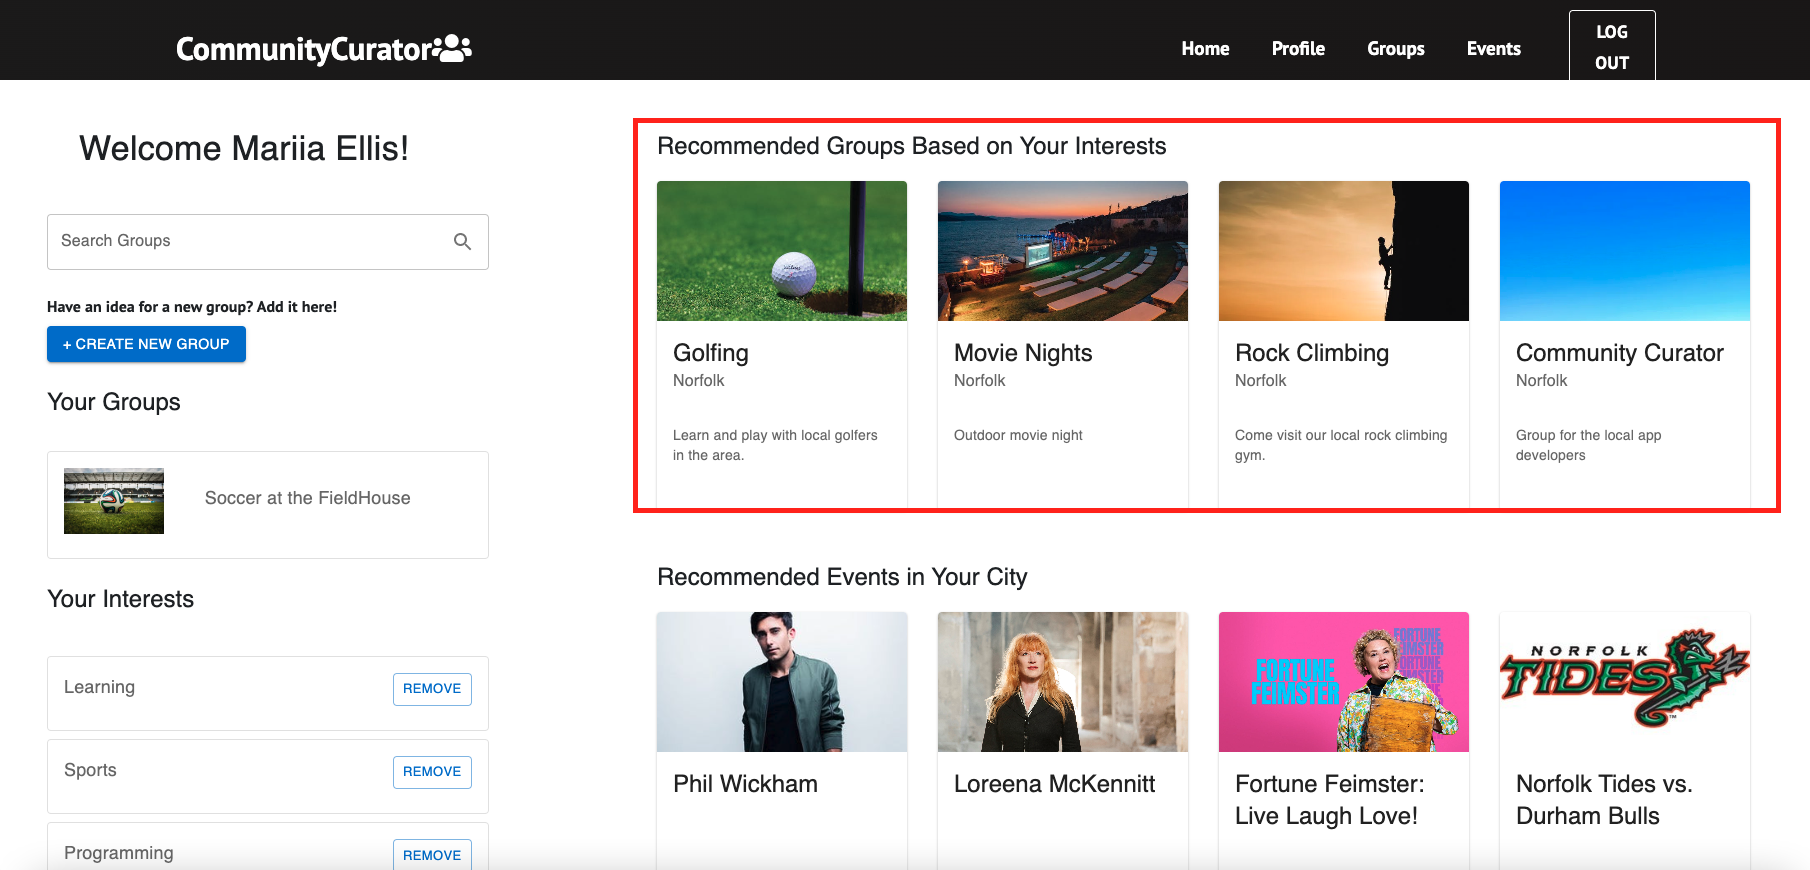 CommunityCurator
Home
Profile
Groups
Events
LOG
OUT
Welcome Mariia Ellis!
Search Groups
Have an idea for a new group? Add it here!
+ CREATE NEW GROUP
Your Groups
Soccer at the FieldHouse
Your Interests
Learning
REMOVE
Sports
REMOVE
Programming
REMOVE
Recommended Groups Based on Your Interests
Golfing
Norfolk
Learn and play with local golfers
in the area.
Movie Nights
Norfolk
Outdoor movie night
Rock Climbing
Norfolk
Come visit our local rock climbing
gym.
Community Curator
Norfolk
Group for the local app
developers
Recommended Events in Your City
Phil Wickham
Loreena McKennitt
FORTUNE
FEIMSTER
FORTUNE
FEIMSTER
FORTUNE
Fortune Feimster:
Live Laugh Love!
NORFOLK
TIDES
Norfolk Tides vs.
Durham Bulls